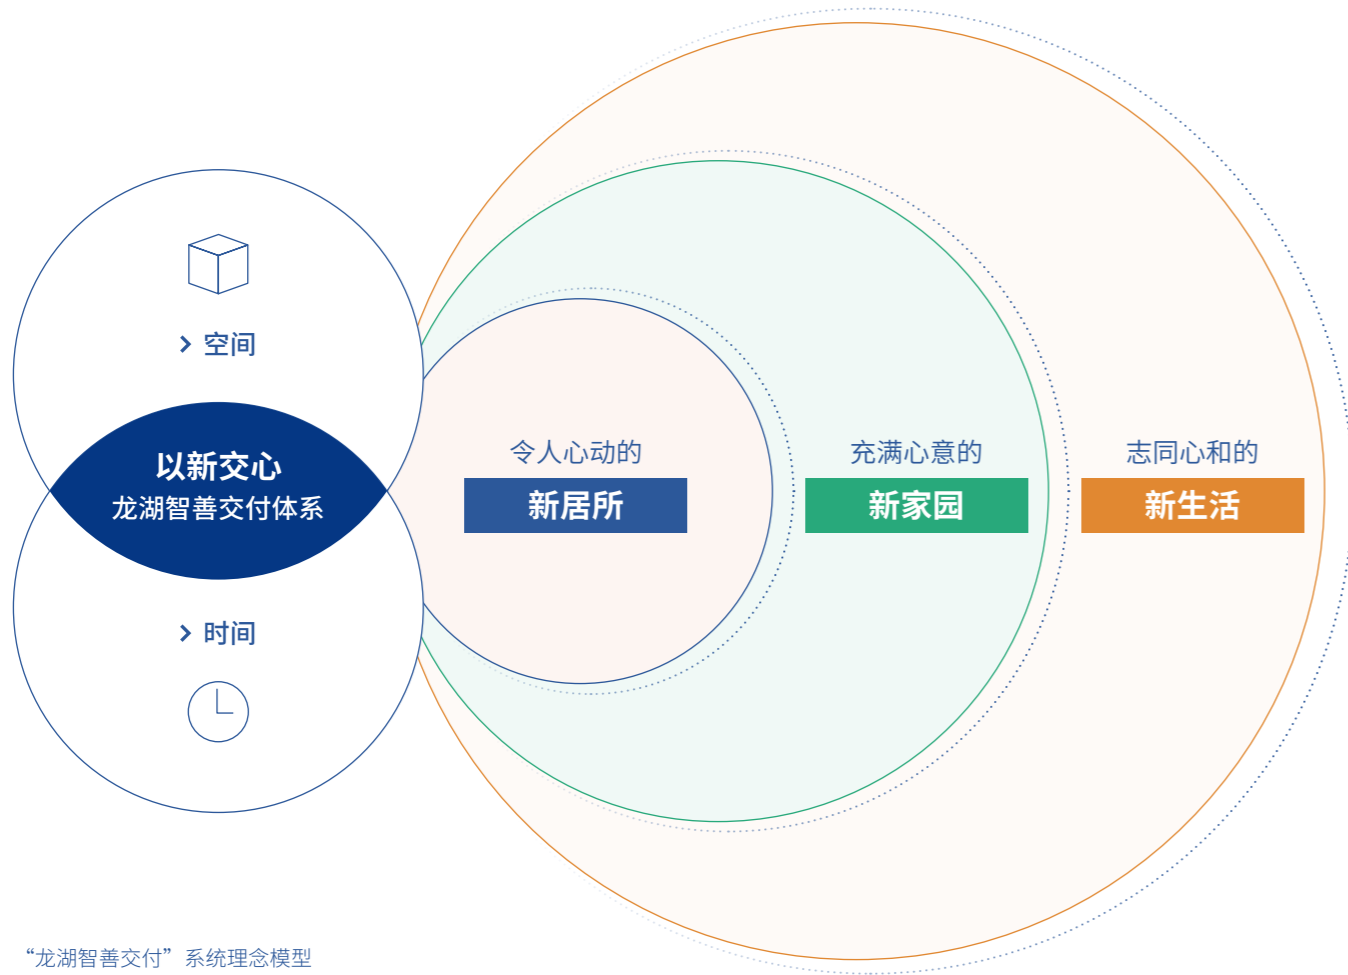 空间
以新交心
龙湖智善交付体系
时间
令人心动的
新居所
充满心意的
新家园
志同心和的
新生活
“龙湖智善交付”系统理念模型